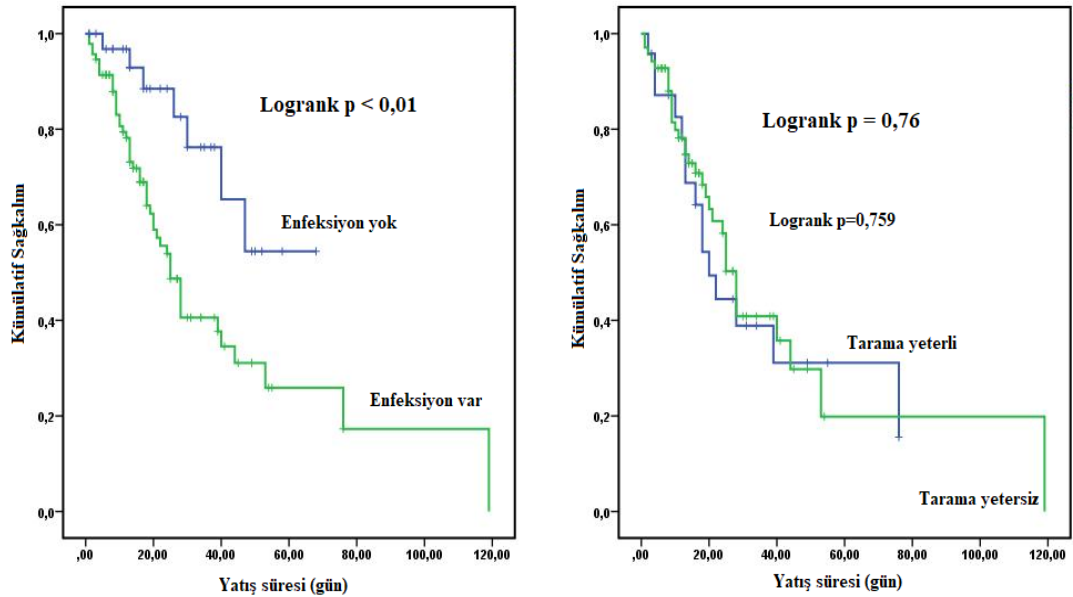 Kümülatif Sağkalım
1,0
0,8
0,6
0,4
0,2
0,0
Logrank p < 0,01
Enfeksiyon yok
Enfeksiyon var
,00 20,00 40,00 60,00 80,00 100,00 120,00
Yatış süresi (gün)
Kümülatif Sağkalım
1,0
0,8
0,6
0,4
0,2
0,0
Logrank p = 0,76
Logrank p=0,759
Tarama yeterli
Tarama yetersiz
,00 20,00 40,00 60,00 80,00 100,00 120,00
Yatış süresi (gün)